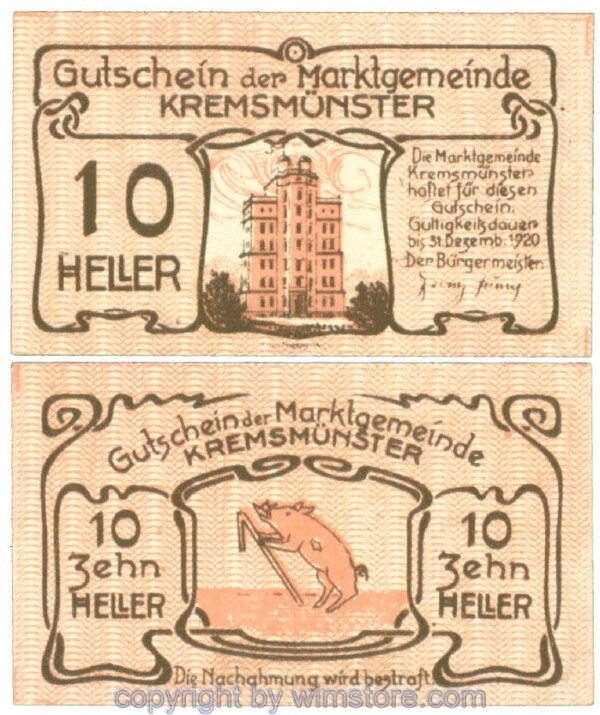 Gutschein der Marktgemeinde
KREMSMÜNSTER
10
HELLER
Die Marktgemeinde
Kremsmünster
haftet für diesen
Gutschein.
Gültigkeitsdauer
bis 31. Dezemb. 1920
Der Bürgermeister:
Gutschein der Marktgemeinde
KREMSMÜNSTER
10
Zehn
HELLER
10
Zehn
HELLER
Die Nachahmung wird bestraft!
copyright by wimstore.com